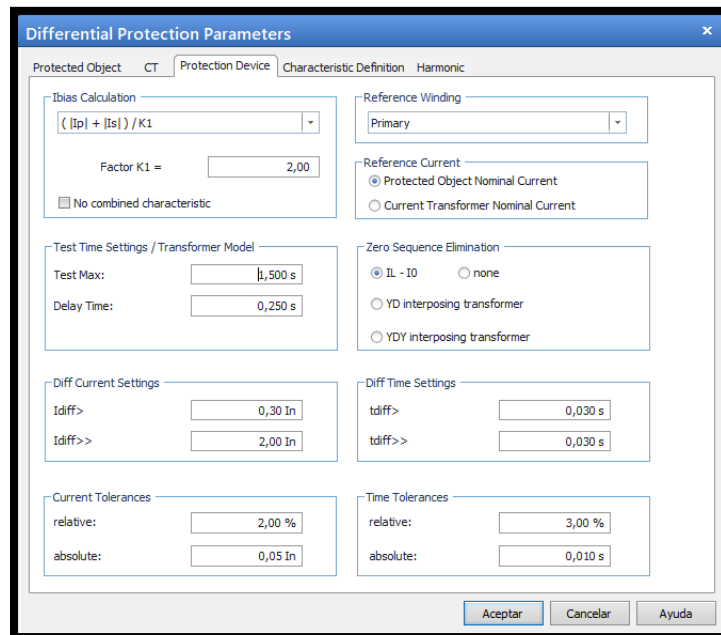 Differential Protection Parameters
x
Protected Object CT Protection Device Characteristic Definition Harmonic
Ibias Calculation
( |Ip| + |Is| ) / K1
Factor K1 = 2,00
No combined characteristic
Reference Winding
Primary
Reference Current
Protected Object Nominal Current
Current Transformer Nominal Current
Test Time Settings / Transformer Model
Test Max: 1,500 s
Delay Time: 0,250 s
Zero Sequence Elimination
IL - I0 none
YD interposing transformer
YDY interposing transformer
Diff Current Settings
Idiff> 0,30 In
Idiff>> 2,00 In
Diff Time Settings
tdiff> 0,030 s
tdiff>> 0,030 s
Current Tolerances
relative: 2,00 %
absolute: 0,05 In
Time Tolerances
relative: 3,00 %
absolute: 0,010 s
Aceptar Cancelar Ayuda